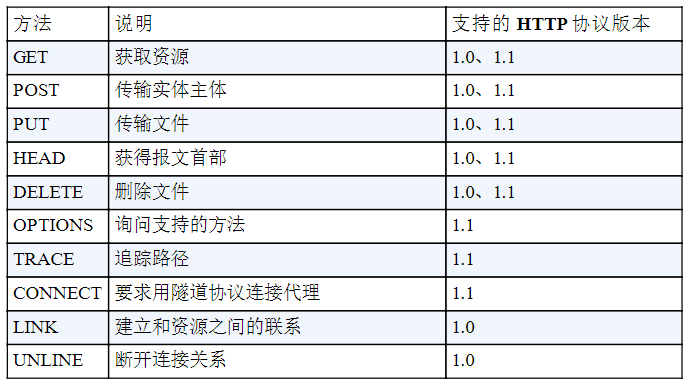 方法 说明 支持的 HTTP 协议版本
GET 获取资源 1.0、1.1
POST 传输实体主体 1.0、1.1
PUT 传输文件 1.0、1.1
HEAD 获得报文首部 1.0、1.1
DELETE 删除文件 1.0、1.1
OPTIONS 询问支持的方法 1.1
TRACE 追踪路径 1.1
CONNECT 要求用隧道协议连接代理 1.1
LINK 建立和资源之间的联系 1.0
UNLINE 断开连接关系 1.0